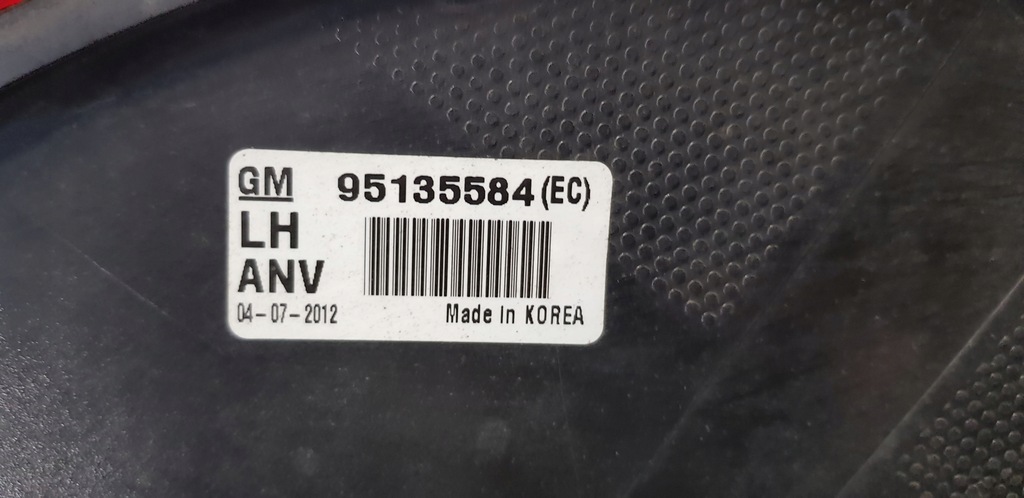 GM 95135584 (EC)
LH
ANV
04-07-2012 Made In KOREA